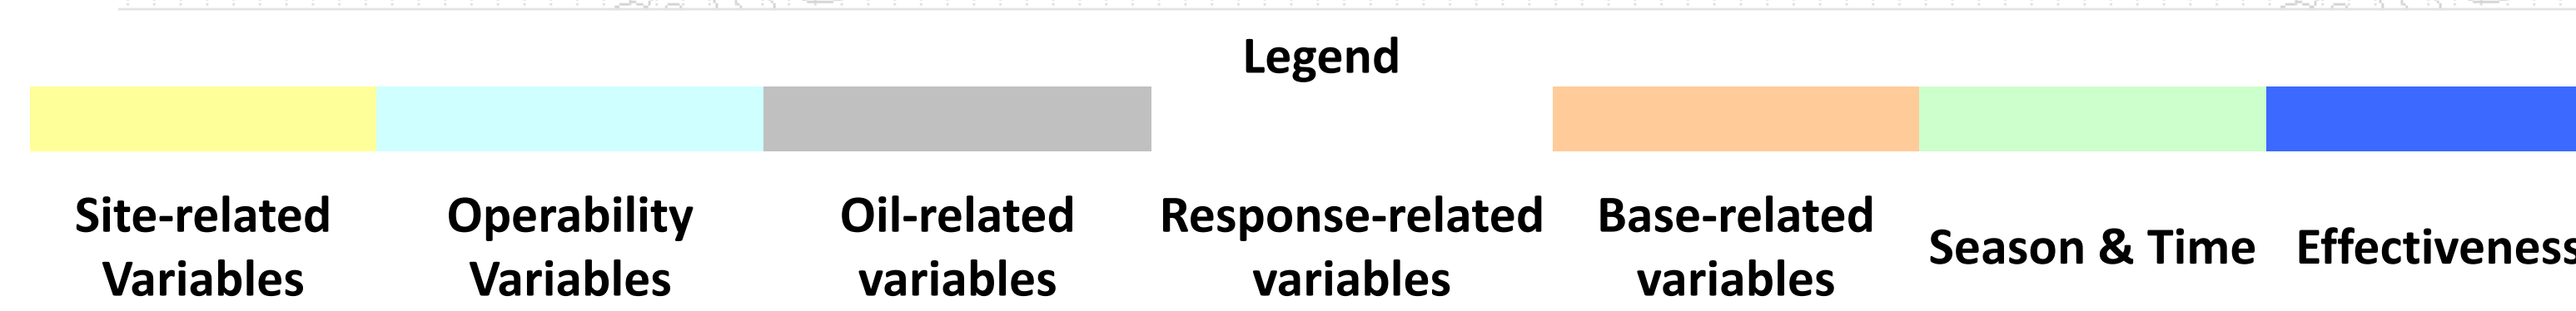 Legend
Site-related
Variables
Operability
Variables
Oil-related
variables
Response-related
variables
Base-related
variables
Season & Time
Effectiveness